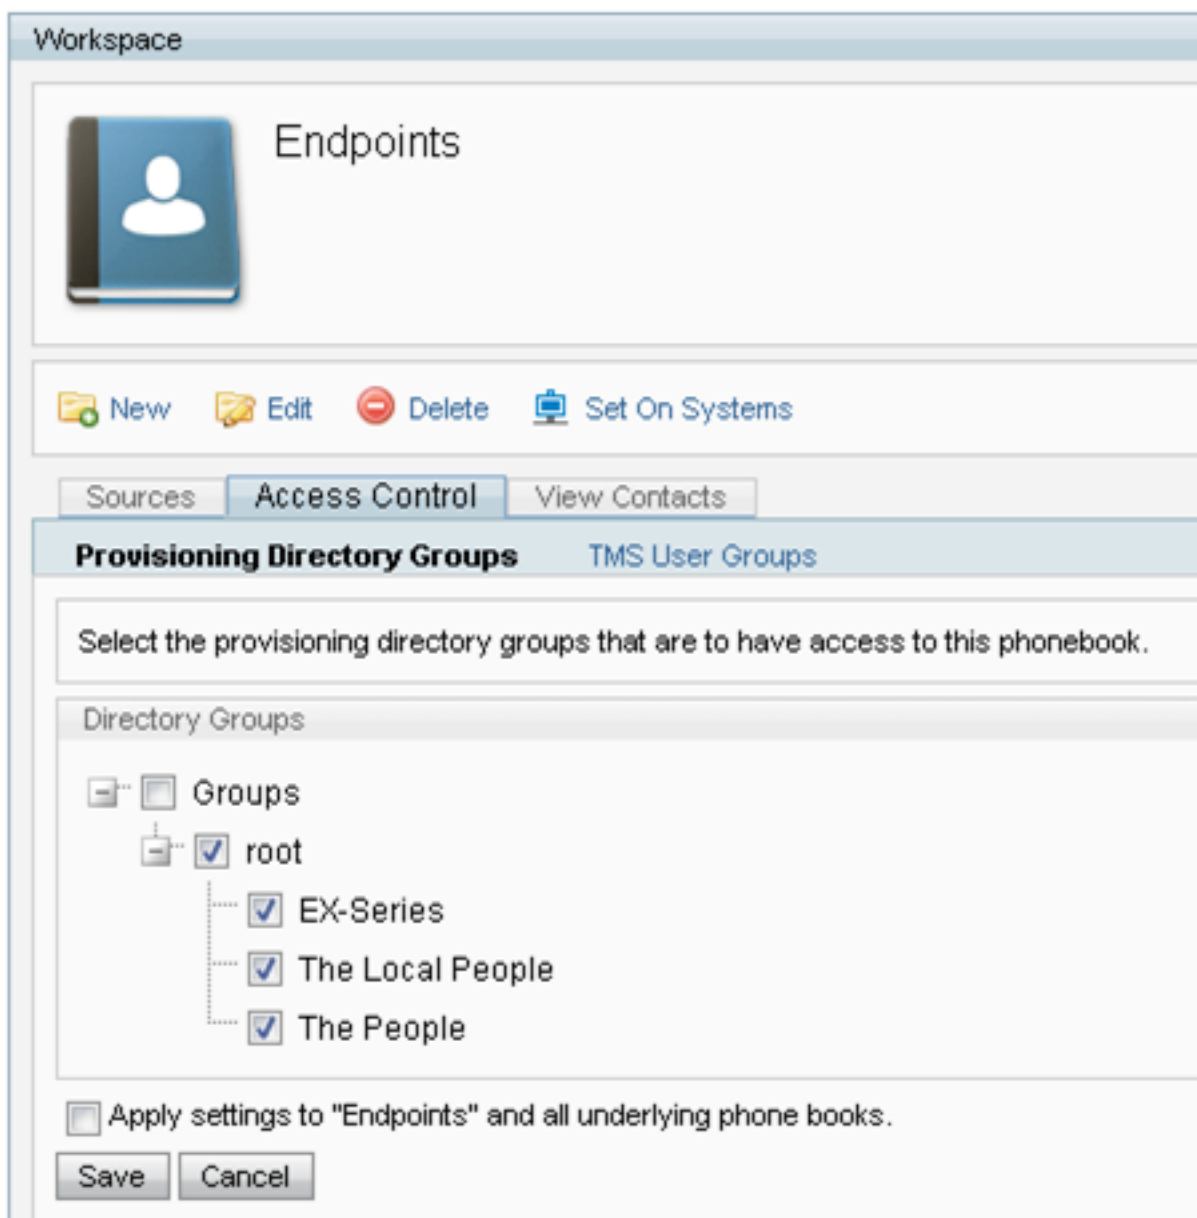 Workspace
Endpoints
New Edit Delete Set On Systems
Sources Access Control View Contacts
Provisioning Directory Groups TMS User Groups
Select the provisioning directory groups that are to have access to this phonebook.
Directory Groups
Groups
root
EX-Series
The Local People
The People
Apply settings to "Endpoints" and all underlying phone books.
Save Cancel